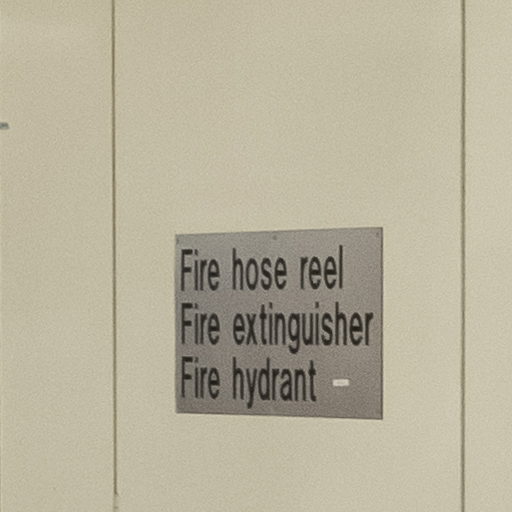 Fire hose reel
Fire extinguisher
Fire hydrant